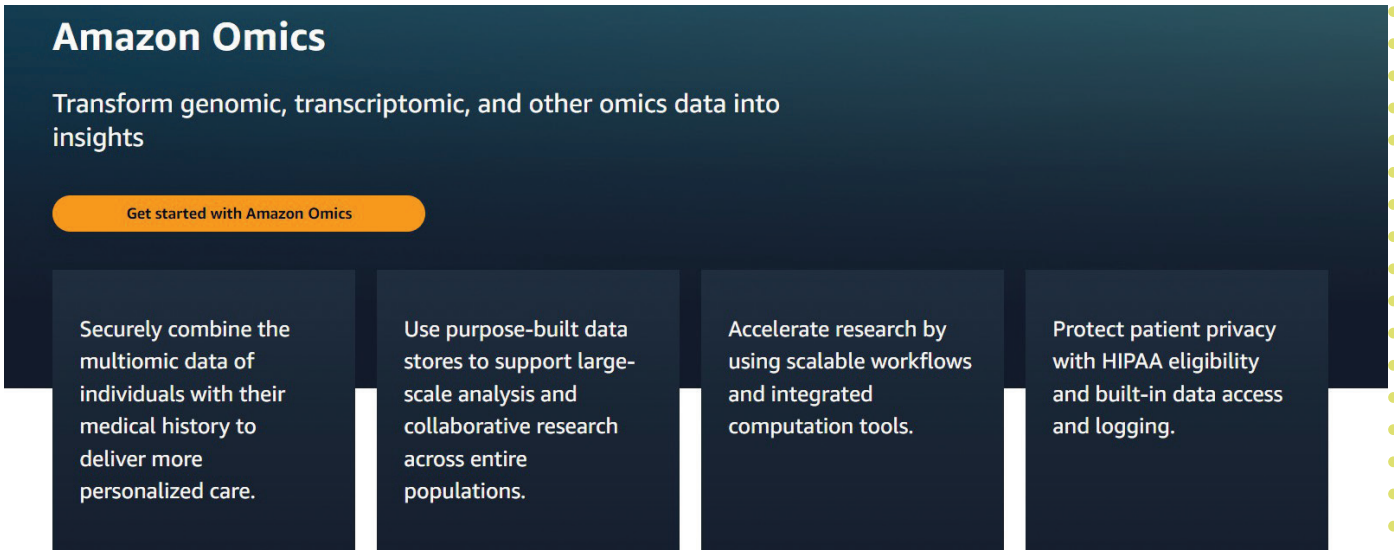 Amazon Omics
Transform genomic, transcriptomic, and other omics data into
insights
Get started with Amazon Omics
Securely combine the
multiomic data of
individuals with their
medical history to
deliver more
personalized care.
Use purpose-built data
stores to support large-
scale analysis and
collaborative research
across entire
populations.
Accelerate research by
using scalable workflows
and integrated
computation tools.
Protect patient privacy
with HIPAA eligibility
and built-in data access
and logging.